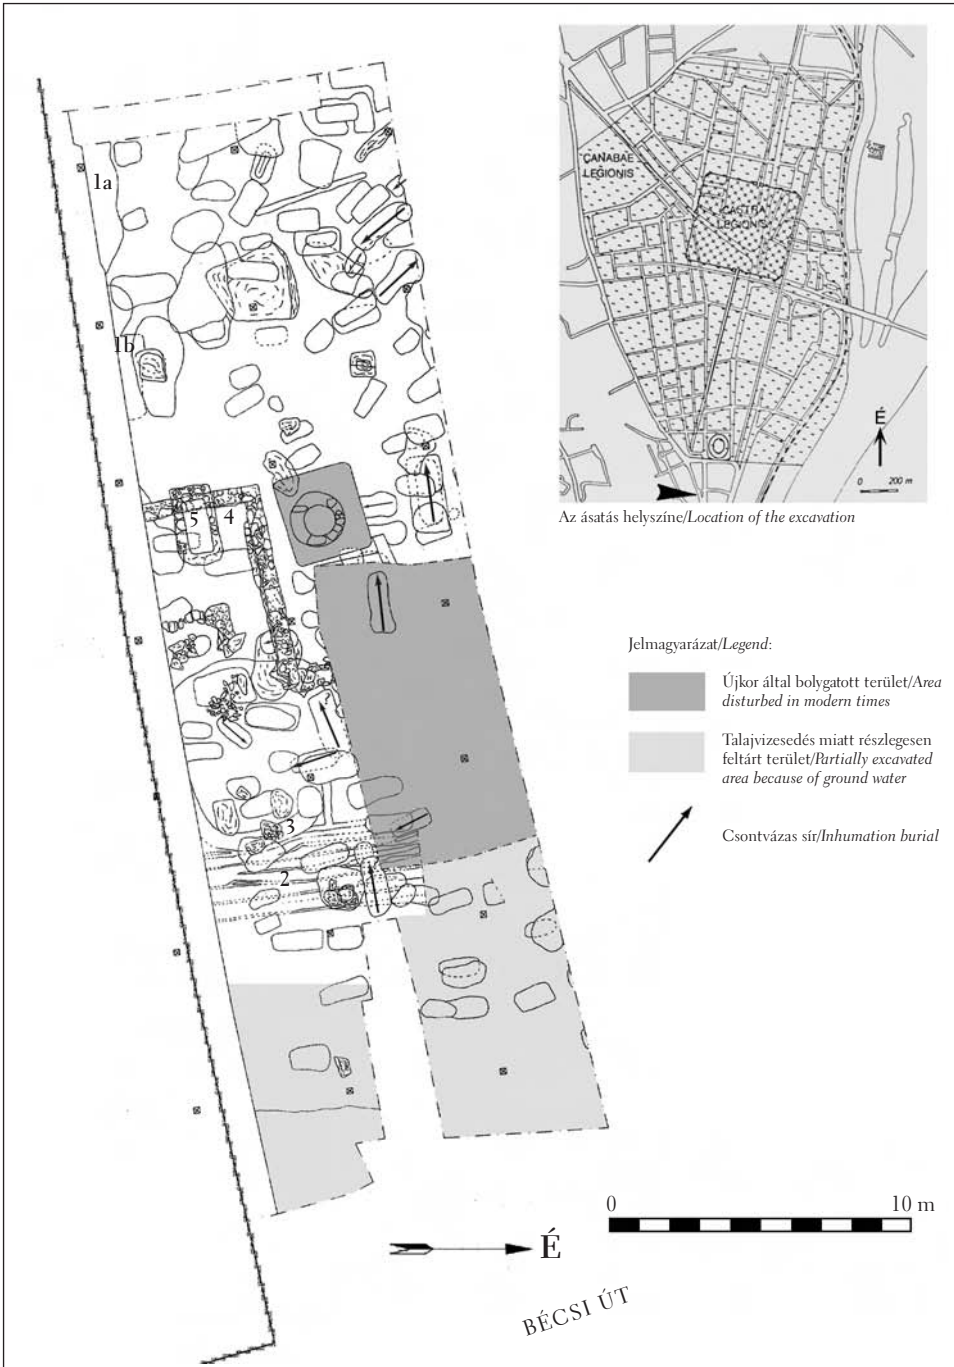 1a
1b
5
4
3
2
CANABAE
LEGIONIS
CASTRA
LEGIONIS
É
0 200 m
Az ásatás helyszíne/Location of the excavation
Jelmagyarázat/Legend:
Újkor által bolygatott terület/Area
disturbed in modern times
Talajvizesedés miatt részlegesen
feltárt terület/Partially excavated
area because of ground water
Csontvázas sír/Inhumation burial
0 10 m
É
BÉCSI ÚT